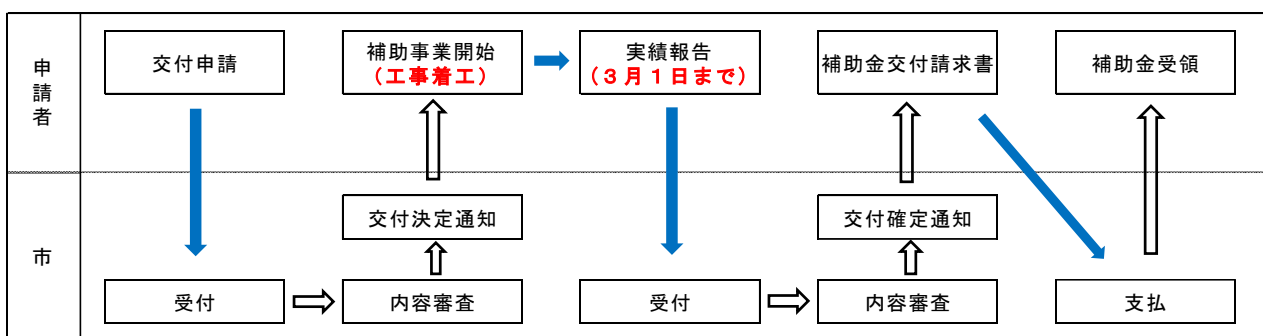 申請者
交付申請
補助事業開始
（工事着工）
実績報告
（３月１日まで）
補助金交付請求書
補助金受領
市
交付決定通知
交付確定通知
受付
内容審査
受付
内容審査
支払